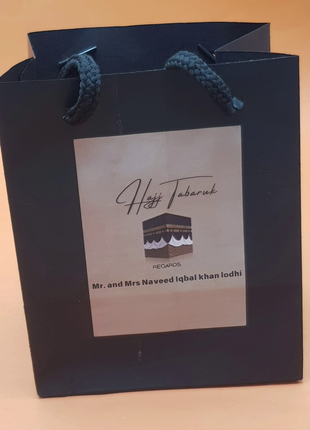 Hajj Tabaruk
REGARDS
Mr. and Mrs Naveed Iqbal khan lodhi